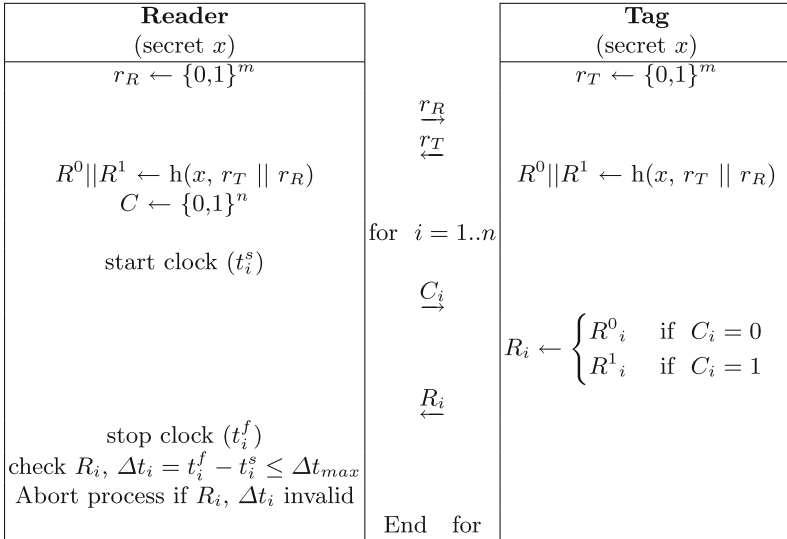 Reader Tag
(secret x) (secret x)
r_R ← {0,1}^m r_T ← {0,1}^m
r_R →
r_T ←
R^0||R^1 ← h(x, r_T || r_R) R^0||R^1 ← h(x, r_T || r_R)
C ← {0,1}^n
for i = 1..n
start clock (t_i^s)
C_i →
R_i ← { R^0_i if C_i = 0
R^1_i if C_i = 1
R_i ←
stop clock (t_i^f)
check R_i, Δt_i = t_i^f − t_i^s ≤ Δt_max
Abort process if R_i, Δt_i invalid
End for